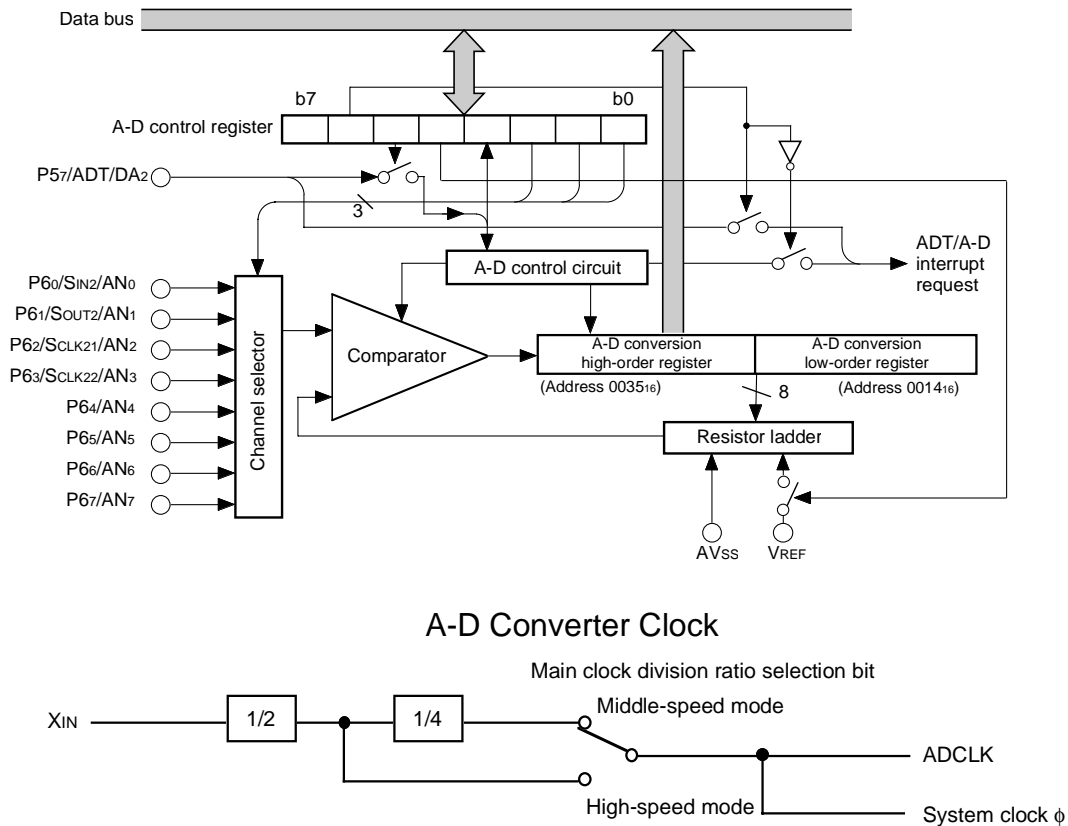 Data bus
b7
b0
A-D control register
P57/ADT/DA2
3
ADT/A-D
interrupt
request
A-D control circuit
P60/SIN2/AN0
P61/SOUT2/AN1
P62/SCLK21/AN2
P63/SCLK22/AN3
P64/AN4
P65/AN5
P66/AN6
P67/AN7
Channel selector
Comparator
A-D conversion
high-order register
A-D conversion
low-order register
(Address 003516)
(Address 001416)
8
Resistor ladder
AVSS
VREF
A-D Converter Clock
Main clock division ratio selection bit
Middle-speed mode
XIN
1/2
1/4
ADCLK
High-speed mode
System clock ϕ